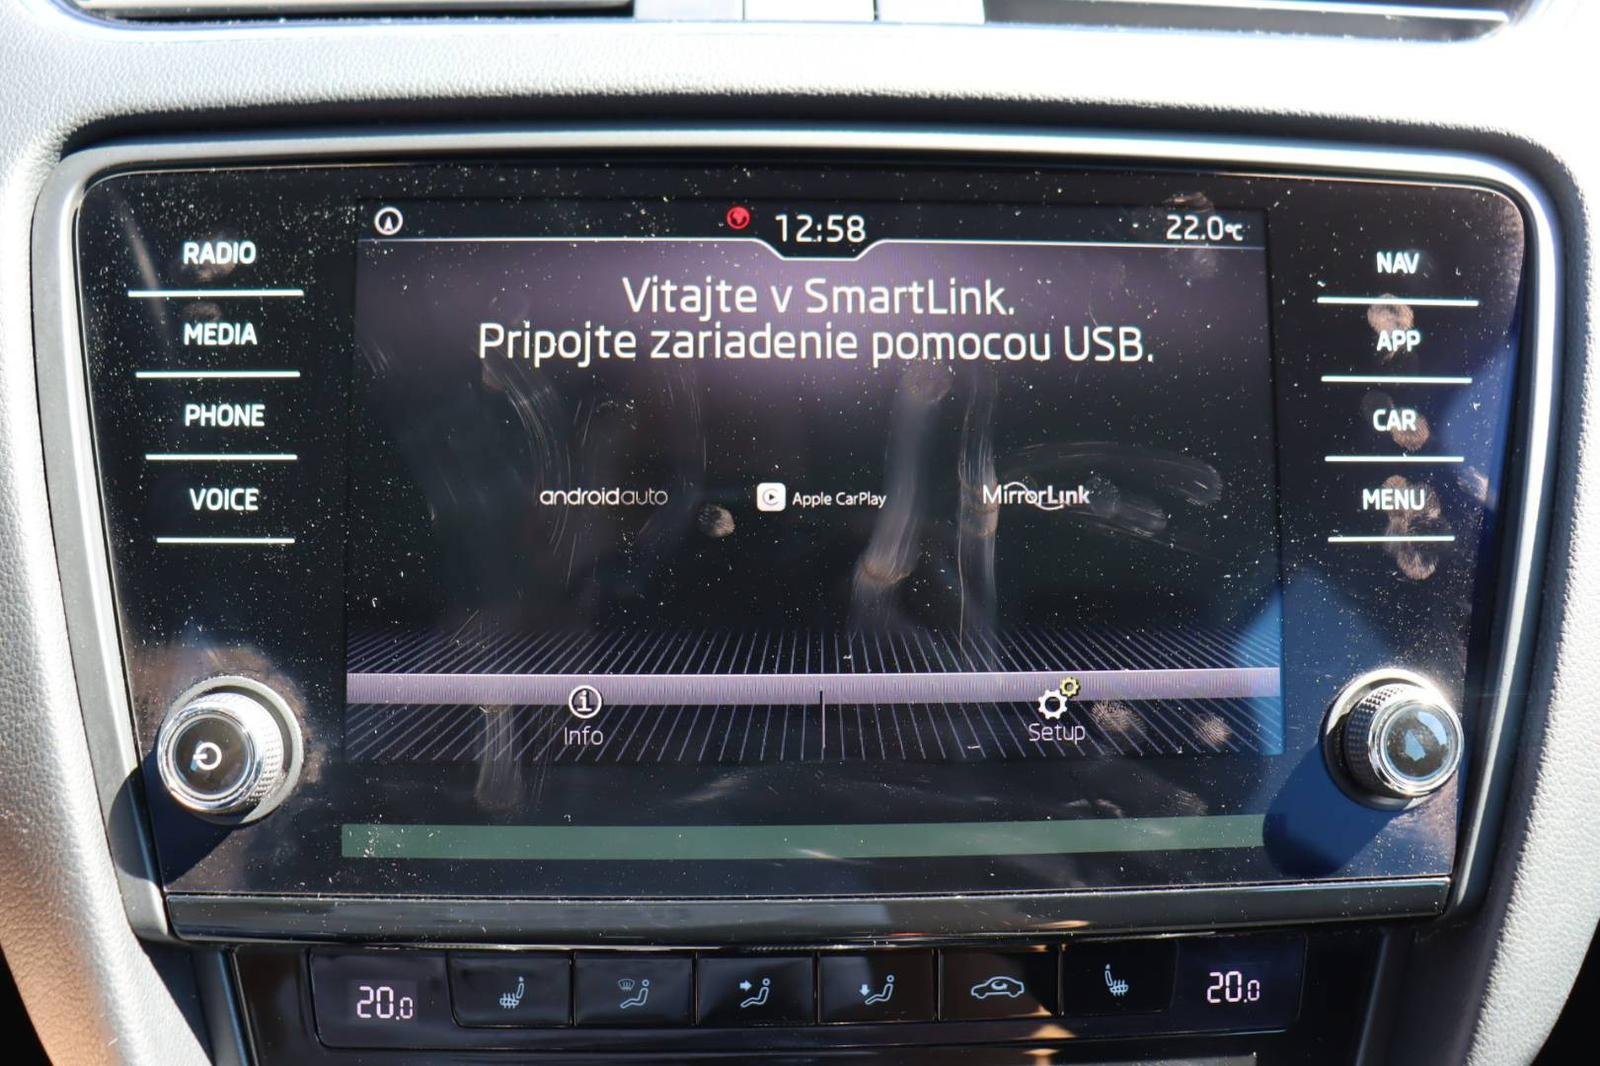 12:58
22.0°C
RADIO
MEDIA
PHONE
VOICE
Vitajte v SmartLink.
Pripojte zariadenie pomocou USB.
androidauto
Apple CarPlay
MirrorLink
Info
Setup
NAV
APP
CAR
MENU
20.0
20.0